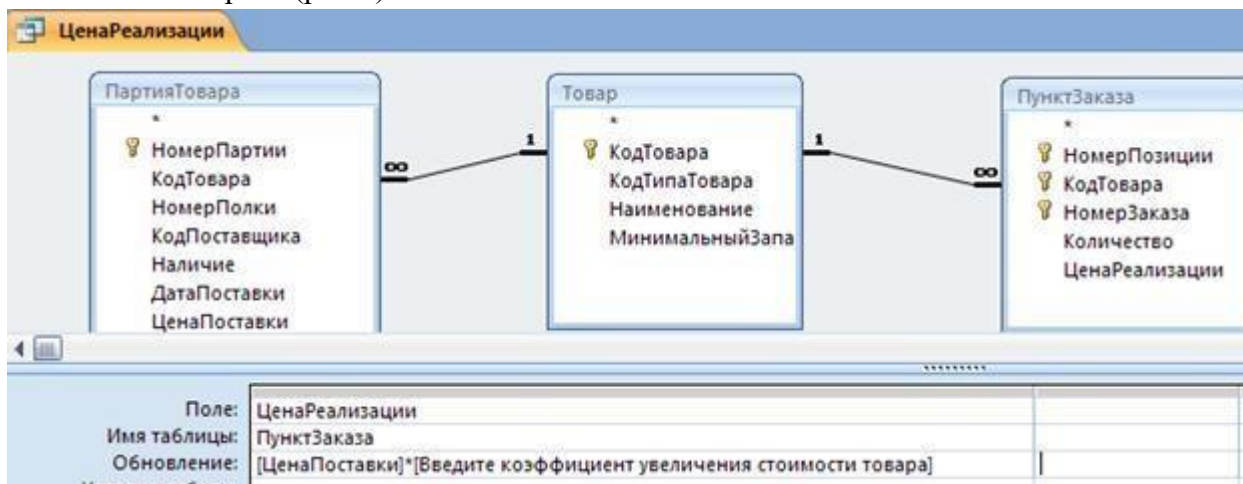 ЦенаРеализации
ПартияТовара
*
НомерПартии
КодТовара
НомерПолки
КодПоставщика
Наличие
ДатаПоставки
ЦенаПоставки
∞
1
Товар
*
КодТовара
КодТипаТовара
Наименование
МинимальныйЗапа
1
∞
ПунктЗаказа
*
НомерПозиции
КодТовара
НомерЗаказа
Количество
ЦенаРеализации
Поле: ЦенаРеализации
Имя таблицы: ПунктЗаказа
Обновление: [ЦенаПоставки]*[Введите коэффициент увеличения стоимости товара]